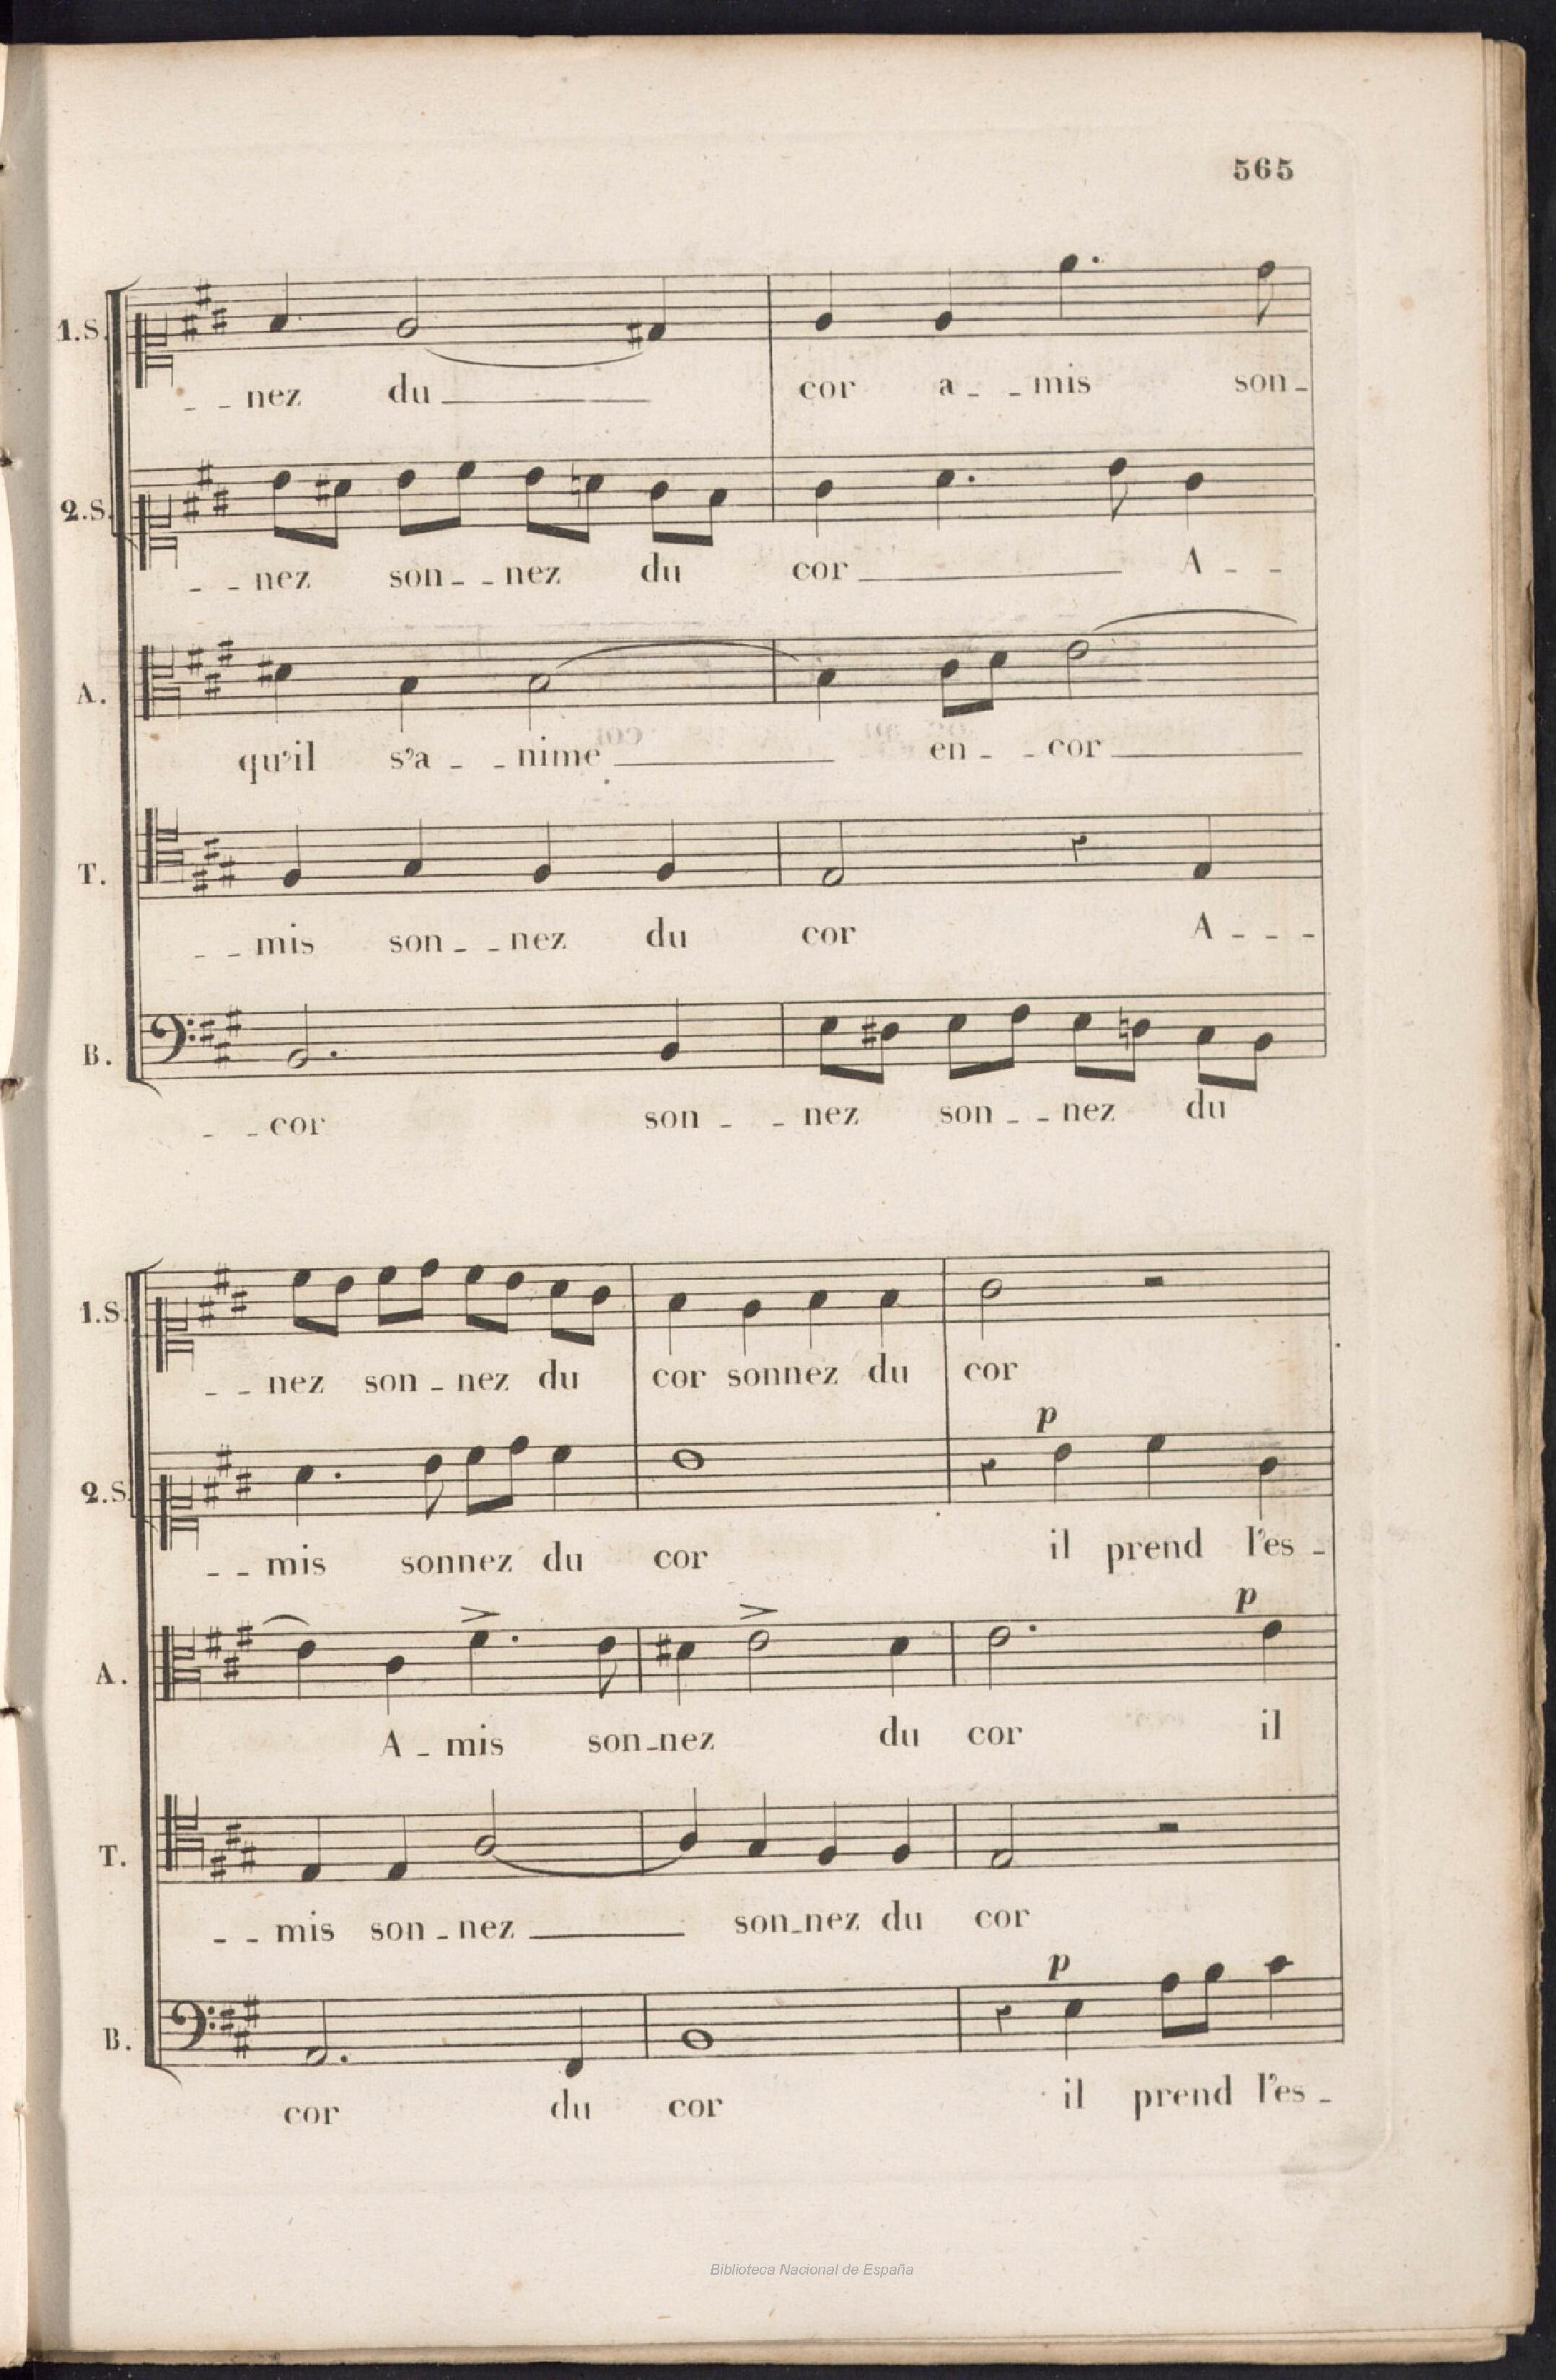 565
1.S.
_ _ nez du cor a _ _ mis son _
2.S.
_ _ nez son _ _ nez du cor A _ _
A.
qu'il s'a _ _ nime en _ _ cor
T.
_ _ mis son _ _ nez du cor A _ _ _
B.
_ _ cor son _ _ nez son _ _ nez du
1.S.
_ _ nez son _ nez du cor sonnez du cor
p
2.S.
_ _ mis sonnez du cor il prend l'es _
p
A.
A _ mis son _ nez du cor il
T.
_ _ mis son _ nez son _ nez du cor
p
B.
cor du cor il prend l'es _
Biblioteca Nacional de España